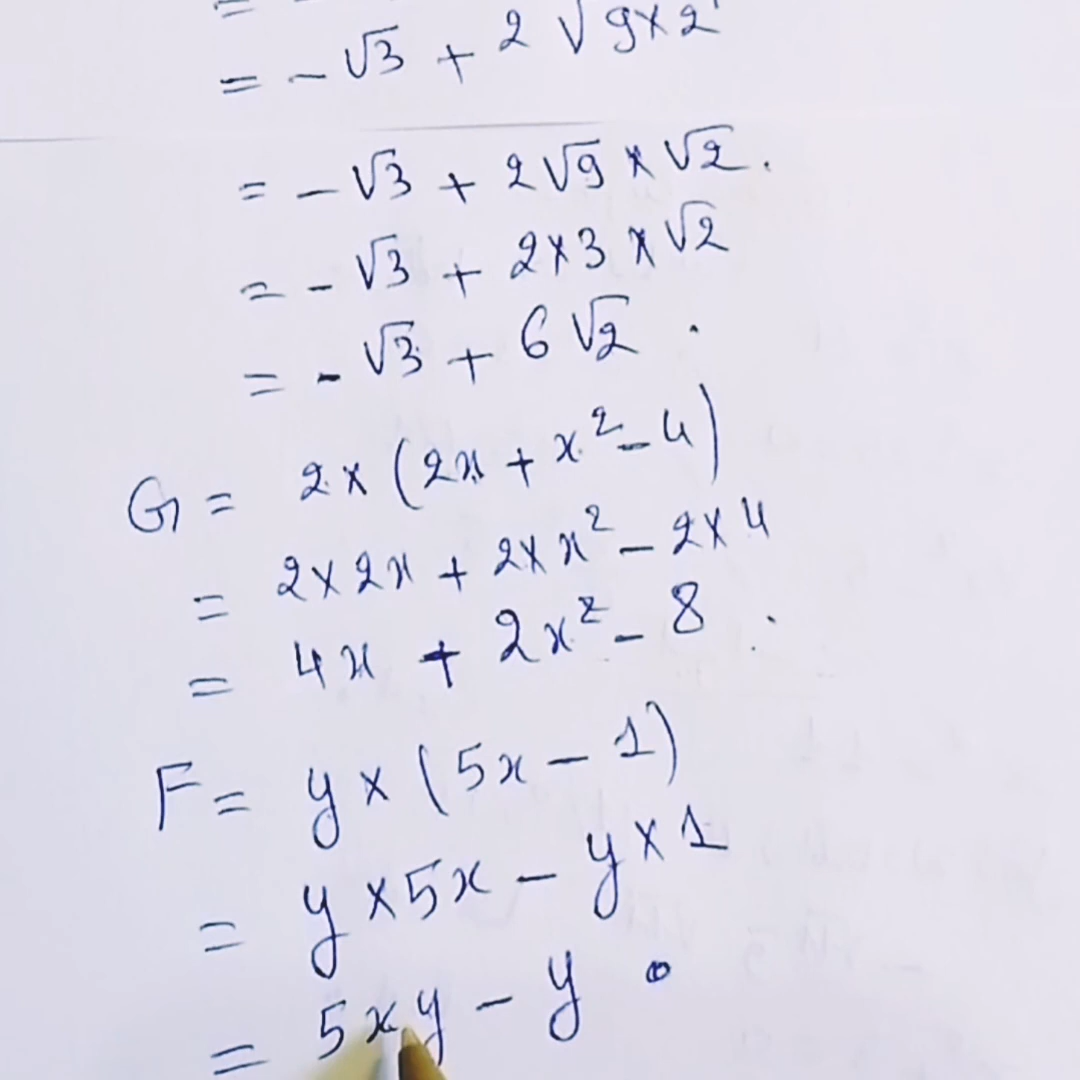 =
= - √3 + 2 √9×2
= - √3 + 2√9 × √2.
= - √3 + 2×3 × √2
= - √3 + 6 √2 .
G = 2 × (2x + x² - 4)
= 2×2x + 2×x² - 2×4
= 4x + 2x² - 8 .
F = y × (5x - 1)
= y ×5x - y × 1
= 5xy - y .